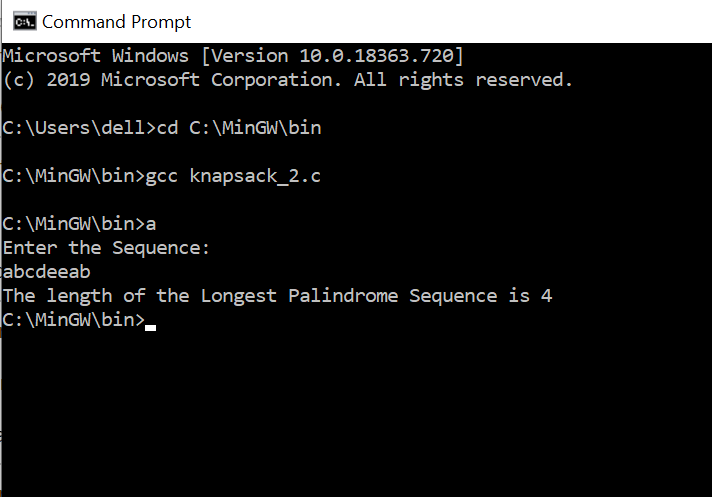 Command Prompt
Microsoft Windows [Version 10.0.18363.720]
(c) 2019 Microsoft Corporation. All rights reserved.
C:\Users\dell>cd C:\MinGW\bin
C:\MinGW\bin>gcc knapsack_2.c
C:\MinGW\bin>a
Enter the Sequence:
abcdeeab
The length of the Longest Palindrome Sequence is 4
C:\MinGW\bin>